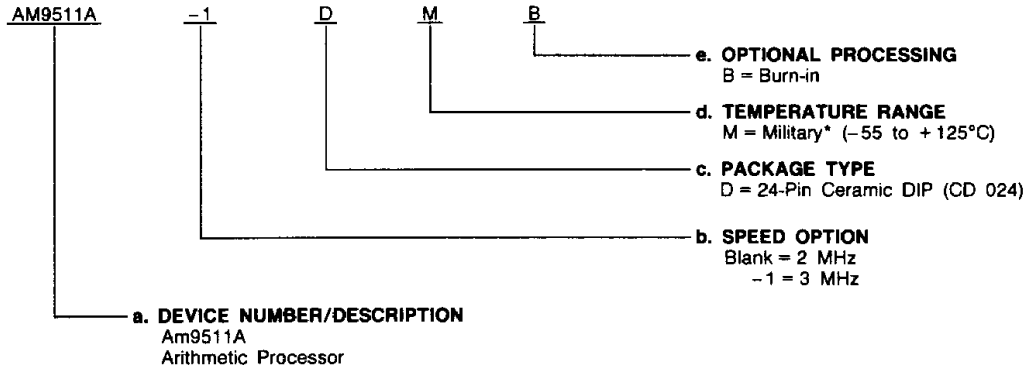 AM9511A -1 D M B
e. OPTIONAL PROCESSING
B = Burn-in
d. TEMPERATURE RANGE
M = Military* (–55 to +125°C)
c. PACKAGE TYPE
D = 24-Pin Ceramic DIP (CD 024)
b. SPEED OPTION
Blank = 2 MHz
–1 = 3 MHz
a. DEVICE NUMBER/DESCRIPTION
Am9511A
Arithmetic Processor